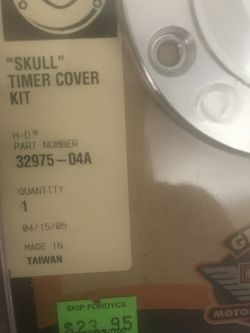 "SKULL"
TIMER COVER
KIT
H-D®
PART NUMBER
32975-04A
QUANTITY
1
04/15/05
MADE IN
TAIWAN
SKIP FORDYCE
$23.95
MOTOR